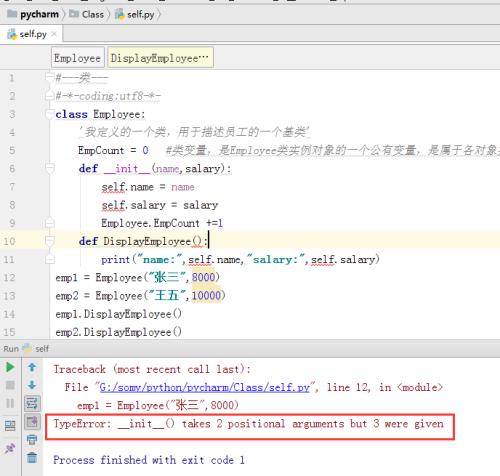 pycharm Class self.py
self.py ×
Employee DisplayEmployee...
1 #---类---
2 #-*-coding:utf8-*-
3 class Employee:
4 '我定义的一个类，用于描述员工的一个基类'
5 EmpCount = 0 #类变量，是Employee类实例对象的一个公有变量，是属于各对象
6 def __init__(name,salary):
7 self.name = name
8 self.salary = salary
9 Employee.EmpCount +=1
10 def DisplayEmployee():
11 print("name:",self.name,"salary:",self.salary)
12 emp1 = Employee("张三",8000)
13 emp2 = Employee("王五",10000)
14 emp1.DisplayEmployee()
15 emp2.DisplayEmployee()
Run self
Traceback (most recent call last):
File "G:/somy/python/pycharm/Class/self.py", line 12, in <module>
emp1 = Employee("张三",8000)
TypeError: __init__() takes 2 positional arguments but 3 were given
Process finished with exit code 1